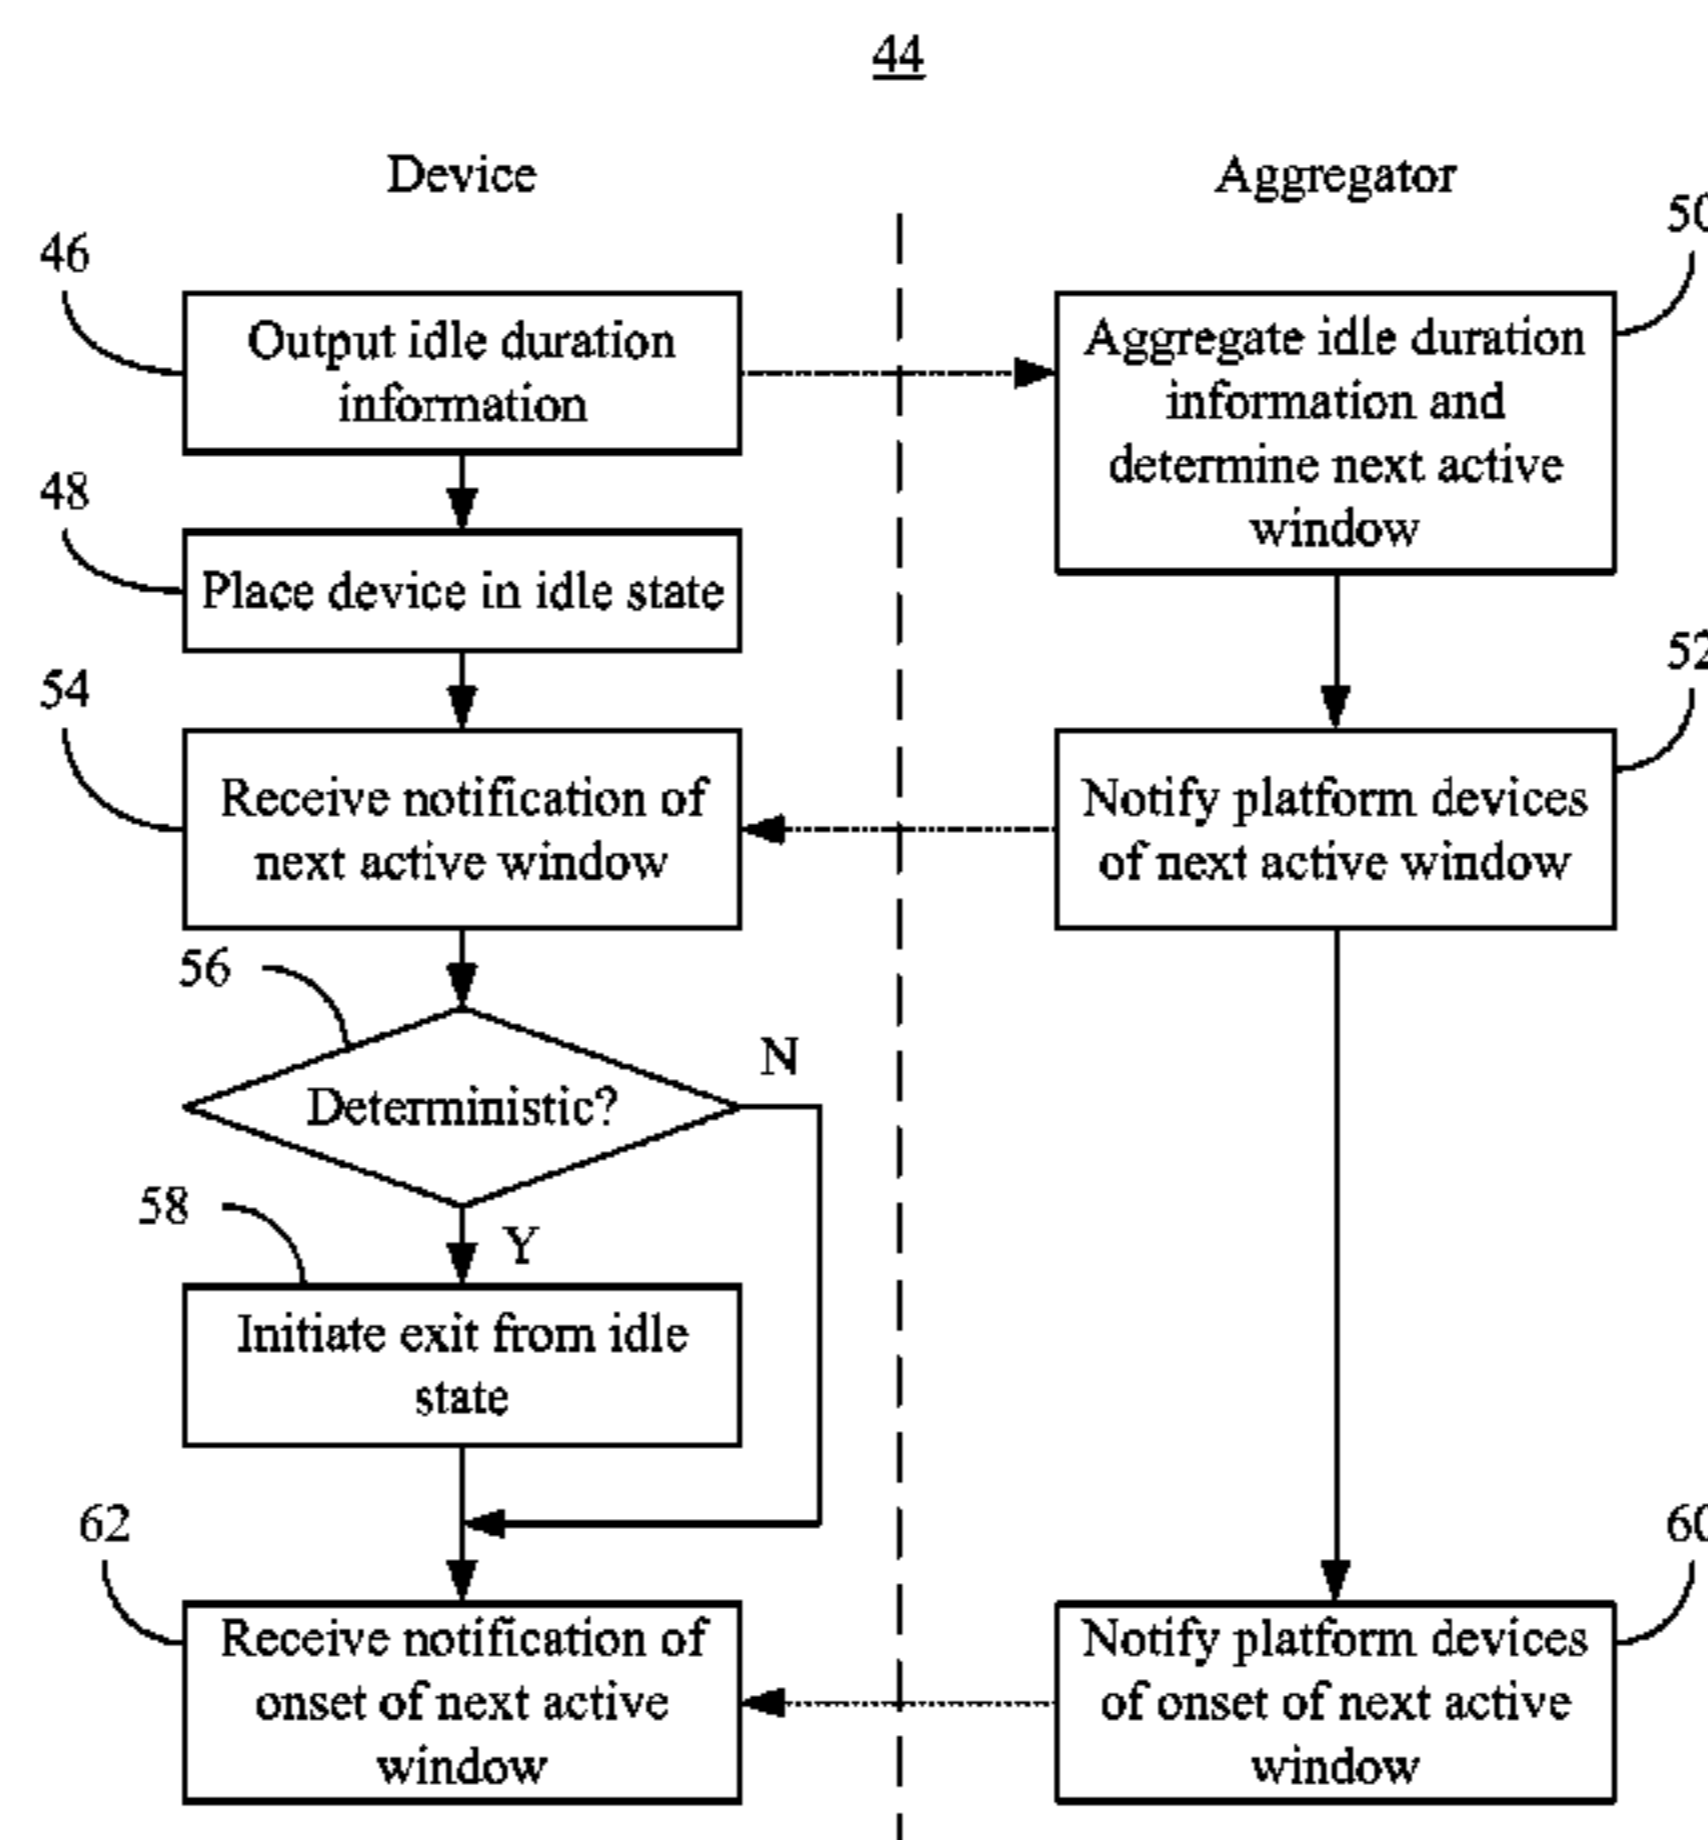 44
Device
Aggregator
46
50
Output idle duration
information
Aggregate idle duration
information and
determine next active
window
48
Place device in idle state
52
54
Receive notification of
next active window
Notify platform devices
of next active window
56
Deterministic?
N
58
Y
Initiate exit from idle
state
62
60
Receive notification of
onset of next active
window
Notify platform devices
of onset of next active
window